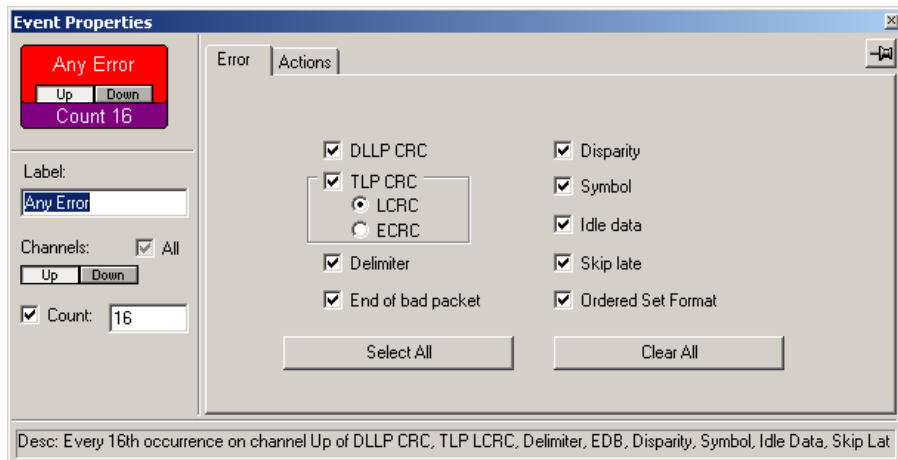 Event Properties
Any Error
Up Down
Count 16
Label:
Any Error
Channels: All
Up Down
Count: 16
Error Actions
DLLP CRC
TLP CRC
LCRC
ECRC
Delimiter
End of bad packet
Disparity
Symbol
Idle data
Skip late
Ordered Set Format
Select All Clear All
Desc: Every 16th occurrence on channel Up of DLLP CRC, TLP LCRC, Delimiter, EDB, Disparity, Symbol, Idle Data, Skip Lat